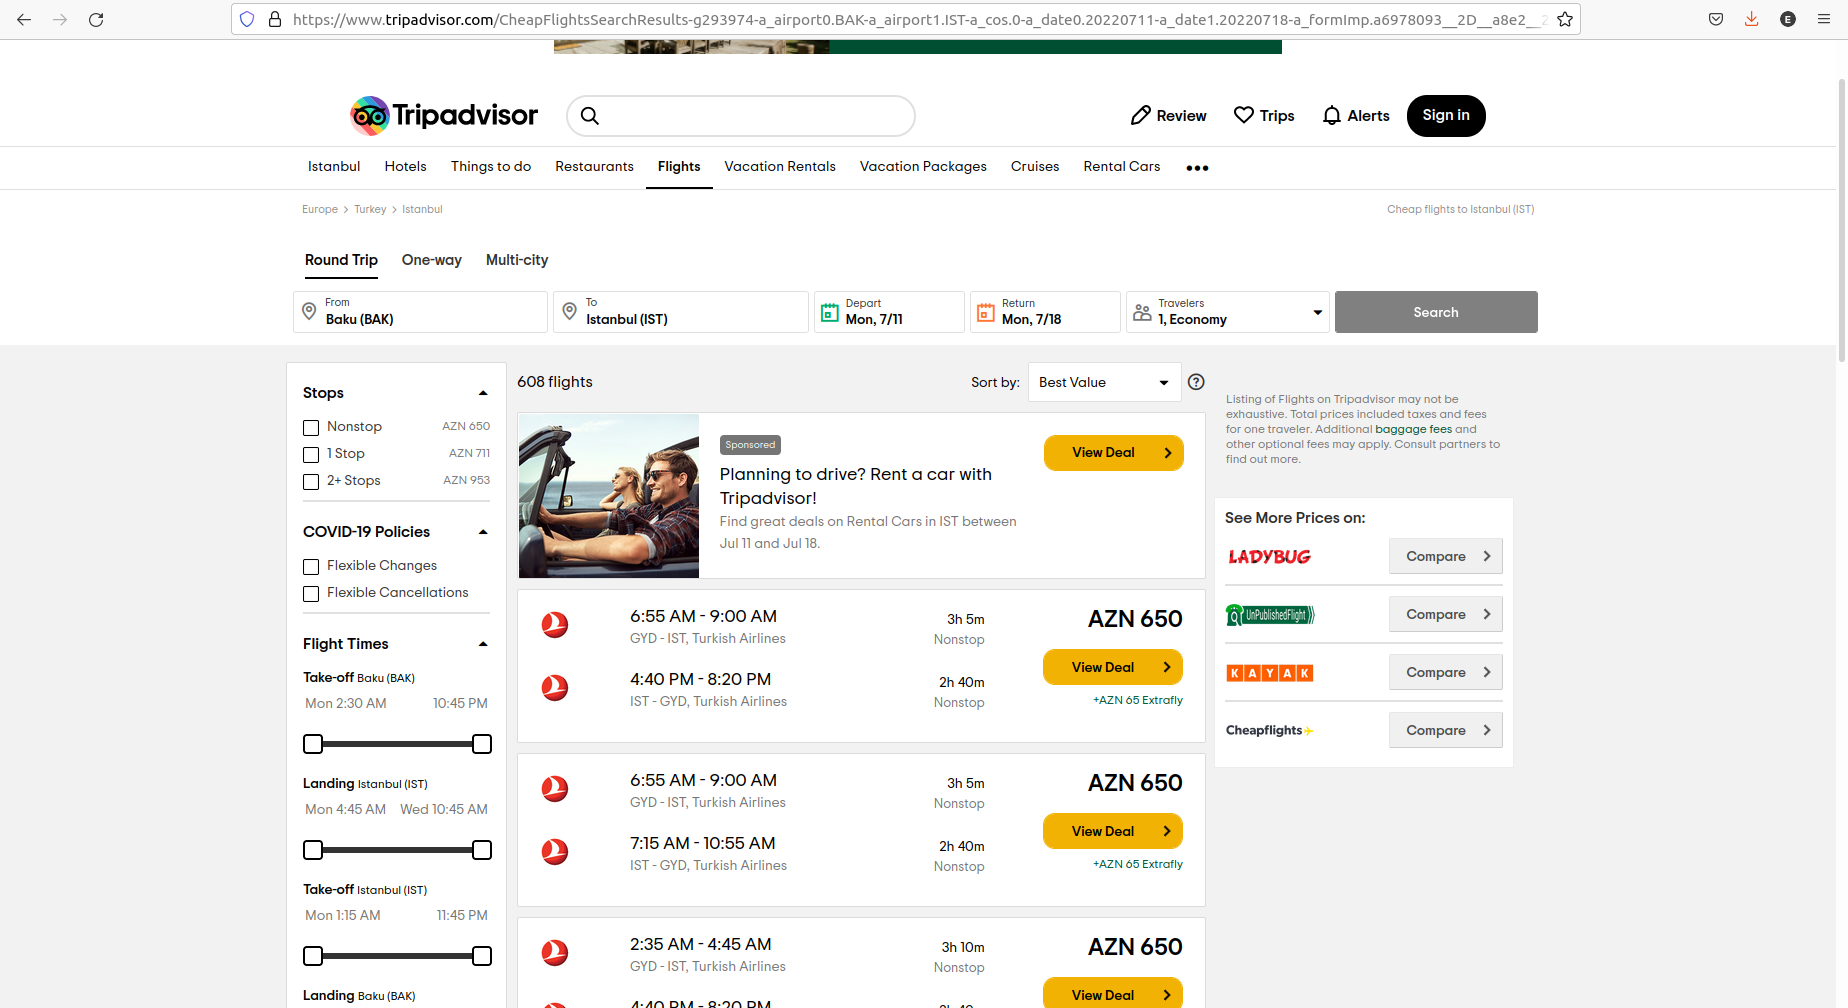 https://www.tripadvisor.com/CheapFlightsSearchResults-g293974-a_airport0.BAK-a_airport1.IST-a_cos.0-a_date0.20220711-a_date1.20220718-a_formImp.a6978093__2D__a8e2__2
E
Tripadvisor
Review
Trips
Alerts
Sign in
Istanbul
Hotels
Things to do
Restaurants
Flights
Vacation Rentals
Vacation Packages
Cruises
Rental Cars
Europe > Turkey > Istanbul
Cheap flights to Istanbul (IST)
Round Trip
One-way
Multi-city
From
Baku (BAK)
To
Istanbul (IST)
Depart
Mon, 7/11
Return
Mon, 7/18
Travelers
1, Economy
Search
Stops
Nonstop AZN 650
1 Stop AZN 711
2+ Stops AZN 953
COVID-19 Policies
Flexible Changes
Flexible Cancellations
Flight Times
Take-off Baku (BAK)
Mon 2:30 AM 10:45 PM
Landing Istanbul (IST)
Mon 4:45 AM Wed 10:45 AM
Take-off Istanbul (IST)
Mon 1:15 AM 11:45 PM
Landing Baku (BAK)
608 flights
Sort by:
Best Value
Sponsored
Planning to drive? Rent a car with
Tripadvisor!
Find great deals on Rental Cars in IST between
Jul 11 and Jul 18.
View Deal
6:55 AM - 9:00 AM
GYD - IST, Turkish Airlines
3h 5m
Nonstop
4:40 PM - 8:20 PM
IST - GYD, Turkish Airlines
2h 40m
Nonstop
AZN 650
View Deal
+AZN 65 Extrafly
6:55 AM - 9:00 AM
GYD - IST, Turkish Airlines
3h 5m
Nonstop
7:15 AM - 10:55 AM
IST - GYD, Turkish Airlines
2h 40m
Nonstop
AZN 650
View Deal
+AZN 65 Extrafly
2:35 AM - 4:45 AM
GYD - IST, Turkish Airlines
3h 10m
Nonstop
4:40 PM - 8:20 PM
2h 40m
AZN 650
View Deal
Listing of Flights on Tripadvisor may not be
exhaustive. Total prices included taxes and fees
for one traveler. Additional baggage fees and
other optional fees may apply. Consult partners to
find out more.
See More Prices on:
LADYBUG
Compare
UnPublishedFlight
Compare
KAYAK
Compare
Cheapflights
Compare